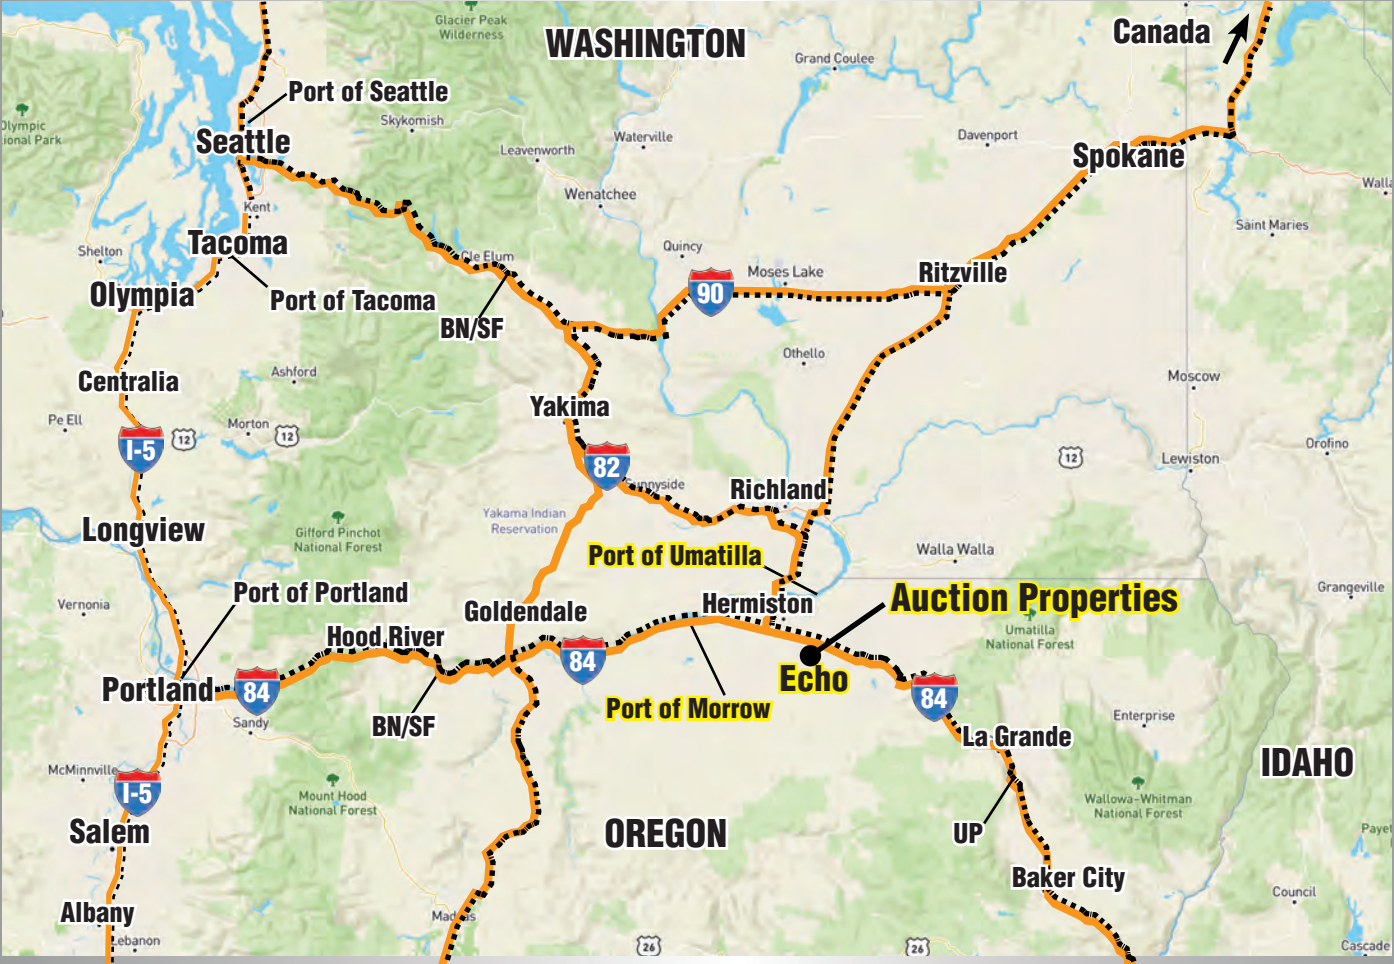 Glacier Peak
Wilderness
WASHINGTON
Canada
Grand Coulee
Port of Seattle
Olympic
ional Park
Skykomish
Seattle
Waterville
Davenport
Leavenworth
Spokane
Wenatchee
Walla
Kent
Saint Maries
Tacoma
Shelton
Cle Elum
Quincy
Moses Lake
Ritzville
Olympia
Port of Tacoma
90
BN/SF
Othello
Centralia
Ashford
Moscow
Yakima
Pe Ell
Morton
12
12
I-5
Orofino
12
Lewiston
82
Sunnyside
Richland
Yakama Indian
Reservation
Longview
Gifford Pinchot
National Forest
Port of Umatilla
Walla Walla
Grangeville
Port of Portland
Vernonia
Goldendale
Hermiston
Auction Properties
Hood River
Umatilla
National Forest
84
Echo
Portland
84
84
Port of Morrow
Sandy
BN/SF
Enterprise
La Grande
McMinnville
I-5
Mount Hood
National Forest
IDAHO
Wallowa-Whitman
National Forest
Salem
OREGON
UP
Paye
Baker City
Council
Albany
Madras
Lebanon
26
26
Cascade